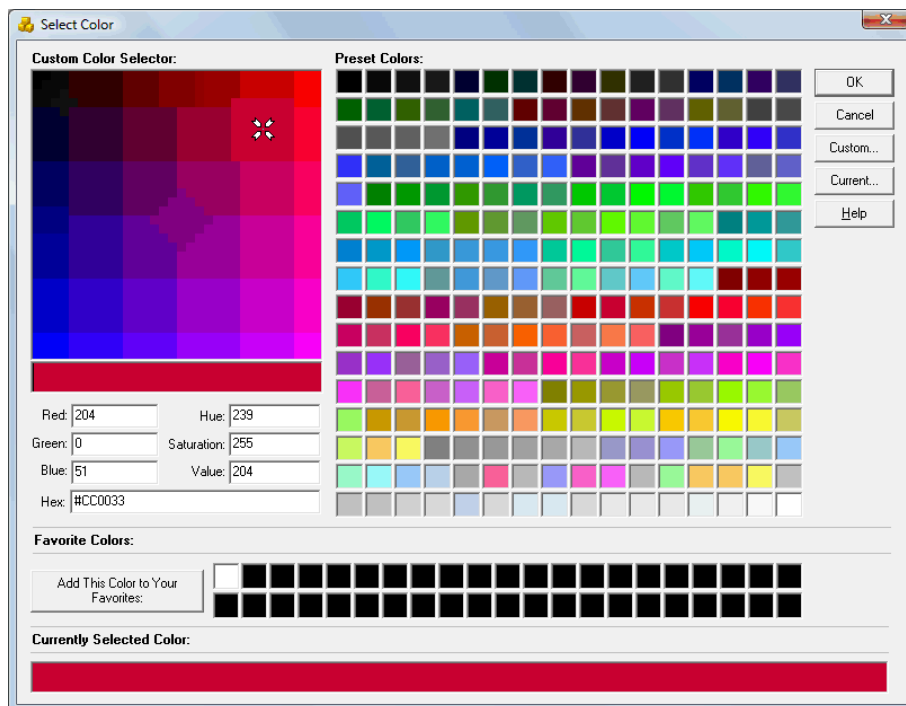 Select Color
Custom Color Selector:
Preset Colors:
OK
Cancel
Custom...
Current...
Help
Red: 204 Hue: 239
Green: 0 Saturation: 255
Blue: 51 Value: 204
Hex: #CC0033
Favorite Colors:
Add This Color to Your
Favorites:
Currently Selected Color: